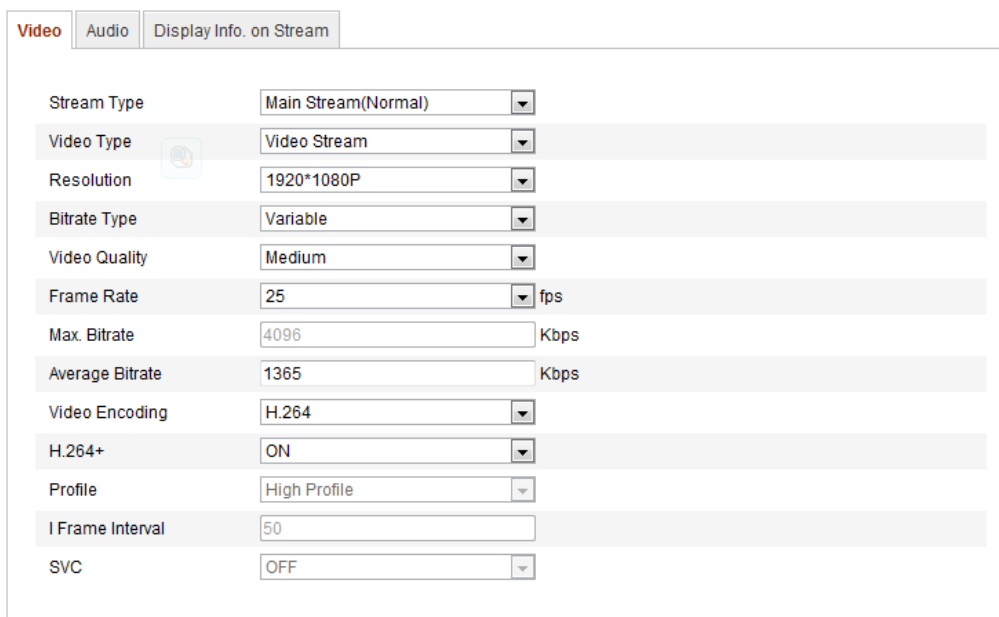 Video Audio Display Info. on Stream
Stream Type Main Stream(Normal)
Video Type Video Stream
Resolution 1920*1080P
Bitrate Type Variable
Video Quality Medium
Frame Rate 25 fps
Max. Bitrate 4096 Kbps
Average Bitrate 1365 Kbps
Video Encoding H.264
H.264+ ON
Profile High Profile
I Frame Interval 50
SVC OFF